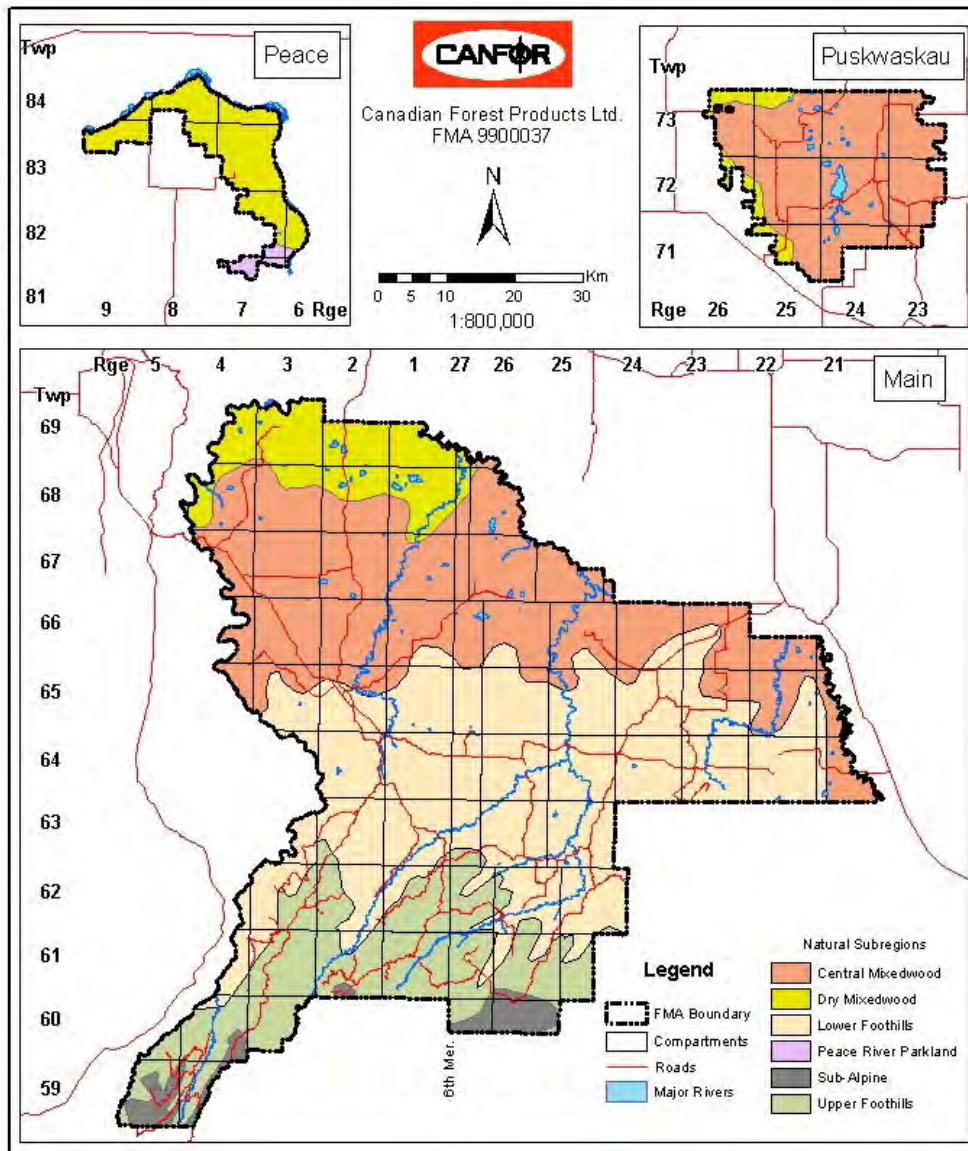 Twp
Peace
84
83
82
81
9 8 7 6 Rge
CANFOR
Canadian Forest Products Ltd.
FMA 9900037
N
Km
0 5 10 20 30
1:800,000
Puskwaskau
Twp
73
72
71
Rge 26 25 24 23
Rge 5 4 3 2 1 27 26 25 24 23 22 21
Main
Twp
69
68
67
66
65
64
63
62
61
60
59
6th Mer.
Legend
FMA Boundary
Compartments
Roads
Major Rivers
Natural Subregions
Central Mixedwood
Dry Mixedwood
Lower Foothills
Peace River Parkland
Sub-Alpine
Upper Foothills